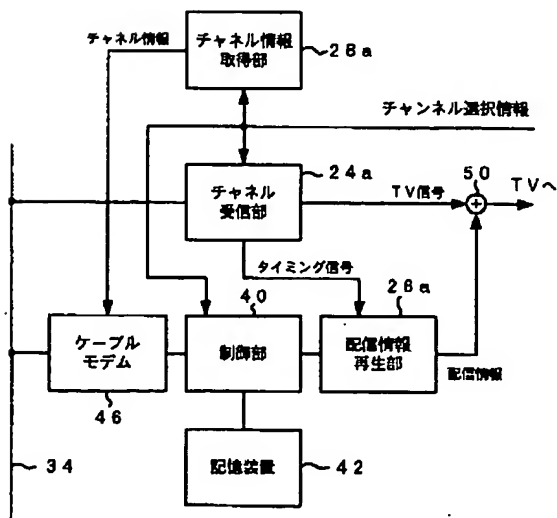 チャネル情報
チャネル情報
取得部
２８ａ
チャンネル選択情報
チャネル
受信部
２４ａ
ＴＶ信号
５０
ＴＶへ
タイミング信号
４０
２６ａ
ケーブル
モデム
制御部
配信情報
再生部
配信情報
４６
３４
記憶装置
４２